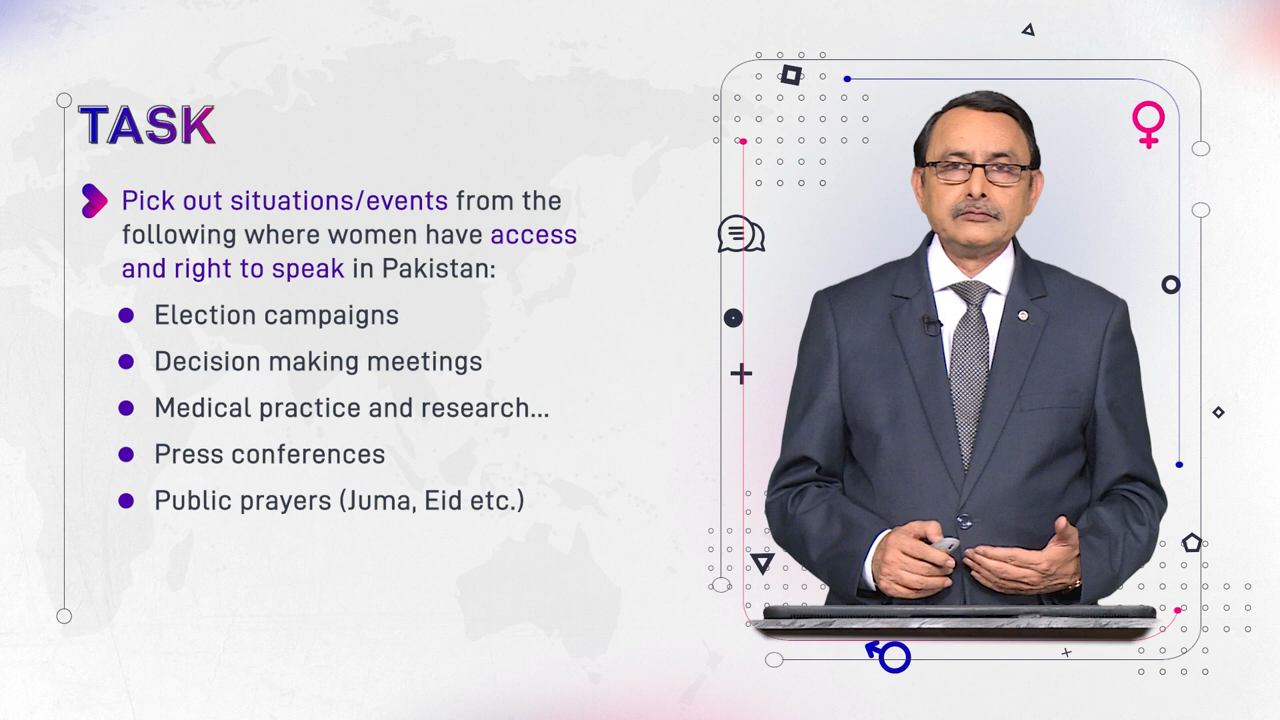 TASK
Pick out situations/events from the
following where women have access
and right to speak in Pakistan:
Election campaigns
Decision making meetings
Medical practice and research...
Press conferences
Public prayers (Juma, Eid etc.)